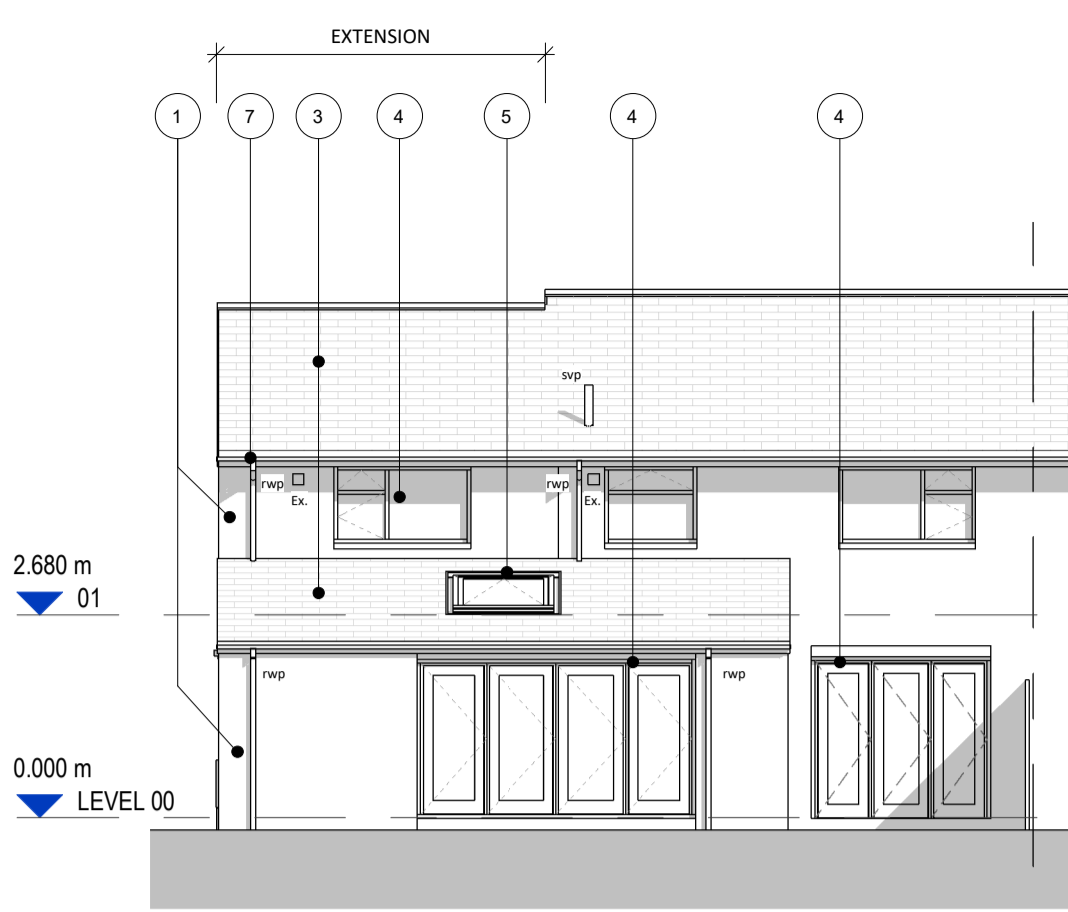 EXTENSION
1 7 3 4 5 4 4
svp
rwp
Ex.
rwp
Ex.
2.680 m
01
rwp
rwp
0.000 m
LEVEL 00